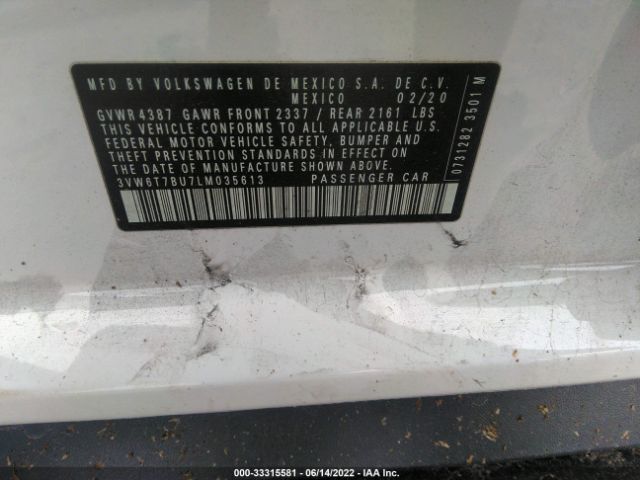 MFD BY VOLKSWAGEN DE MEXICO S.A. DE C.V.
MEXICO 02/20
GVWR 4387 GAWR FRONT 2337 / REAR 2161 LBS
THIS VEHICLE CONFORMS TO ALL APPLICABLE U.S.
FEDERAL MOTOR VEHICLE SAFETY, BUMPER AND
THEFT PREVENTION STANDARDS IN EFFECT ON
THE DATE OF MANUFACTURE SHOWN ABOVE.
3VW6T7BU7LM035613 PASSENGER CAR
0731282 3501 M
000-33315581 - 06/14/2022 - IAA Inc.